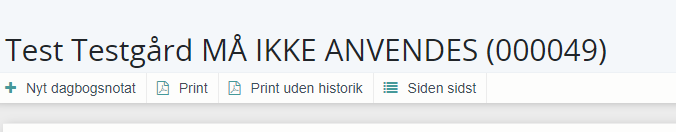 Test Testgård MÅ IKKE ANVENDES (000049)
Nyt dagbogsnotat Print Print uden historik Siden sidst